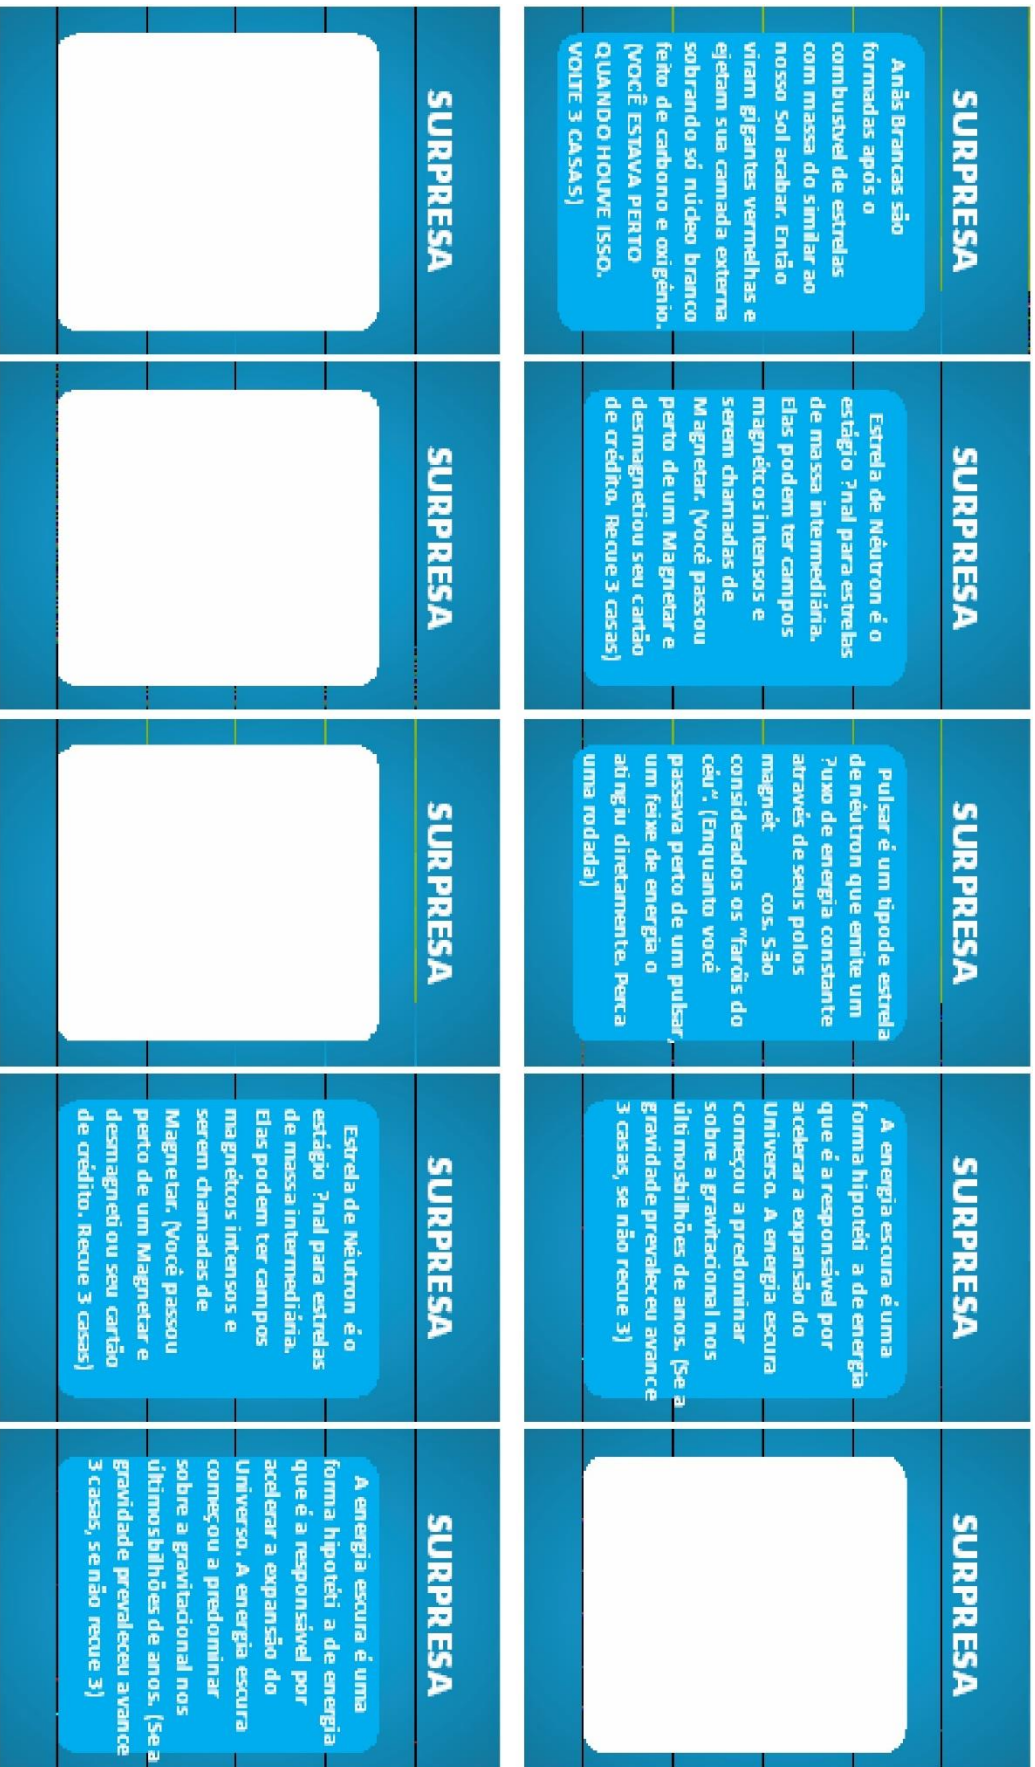 SURPRESA
Anãs Brancas são
formadas após o
combustvel de estrelas
com massa do similar ao
nosso Sol acabar. Então
viram gigantes vermelhas e
ejetam sua camada externa
sobrando só núcleo branco
feito de carbono e oxigênio.
(VOCÊ ESTAVA PERTO
QUANDO HOUVE ISSO.
VOLTE 3 CASAS)
SURPRESA
Estrela de Nêutron é o
estágio ?nal para estrelas
de massa intermediária.
Elas podem ter campos
magnétcos intensos e
serem chamadas de
Magnetar. (Você passou
perto de um Magnetar e
desmagnetiou seu cartão
de crédito. Recue 3 casas)
SURPRESA
Pulsar é um tipo de estrela
de nêutron que emite um
?uxo de energia constante
através de seus polos
magnét cos. São
considerados os "faróis do
céu". (Enquanto você
passava perto de um pulsar,
um feixe de energia o
atingiu diretamente. Perca
uma rodada)
SURPRESA
A energia escura é uma
forma hipotéti a de energia
que é a responsável por
acelerar a expansão do
Universo. A energia escura
começou a predominar
sobre a gravitacional nos
últimos bilhões de anos. (Se a
gravidade prevaleceu avance
3 casas, se não recue 3)
SURPRESA
SURPRESA
SURPRESA
SURPRESA
SURPRESA
Estrela de Nêutron é o
estágio ?nal para estrelas
de massa intermediária.
Elas podem ter campos
magnétcos intensos e
serem chamadas de
Magnetar. (Você passou
perto de um Magnetar e
desmagnetiou seu cartão
de crédito. Recue 3 casas)
SURPRESA
A energia escura é uma
forma hipotéti a de energia
que é a responsável por
acelerar a expansão do
Universo. A energia escura
começou a predominar
sobre a gravitacional nos
últimos bilhões de anos. (Se a
gravidade prevaleceu avance
3 casas, se não recue 3)